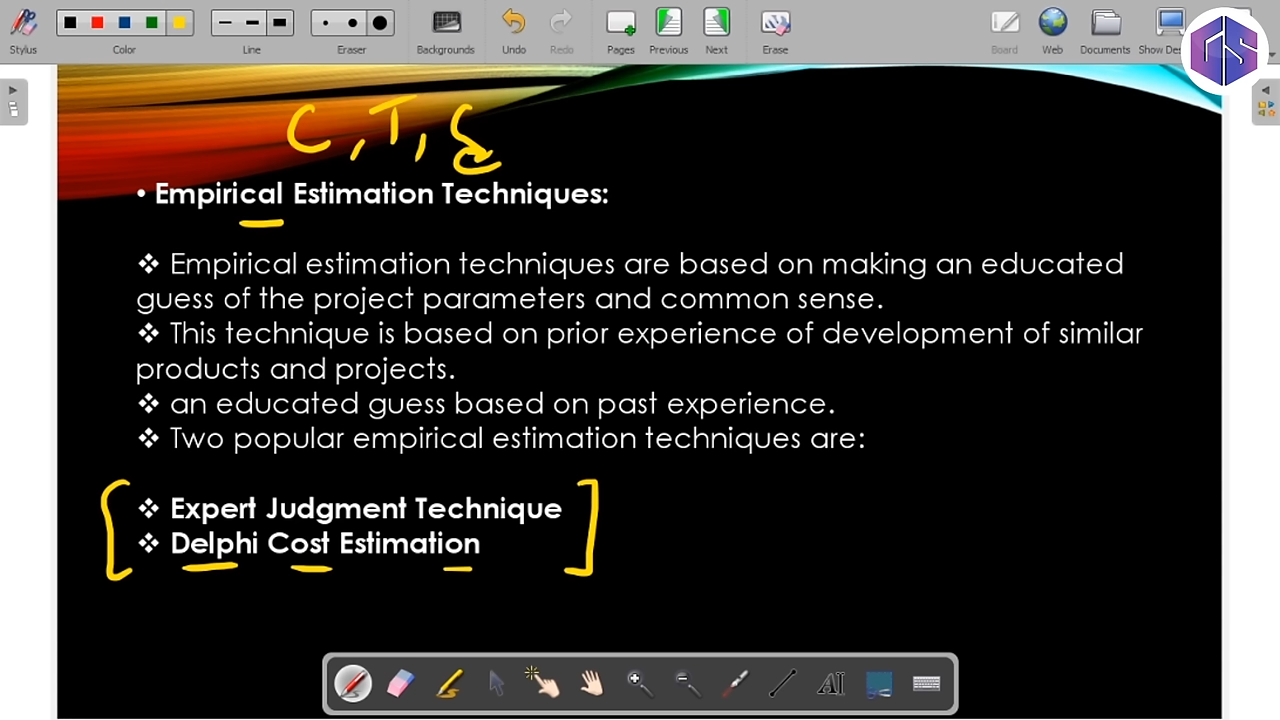 Stylus
Color
Line
Eraser
Backgrounds
Undo
Redo
Pages
Previous
Next
Erase
Board
Web
Documents
Show
C, T, S
• Empirical Estimation Techniques:
❖ Empirical estimation techniques are based on making an educated
guess of the project parameters and common sense.
❖ This technique is based on prior experience of development of similar
products and projects.
❖ an educated guess based on past experience.
❖ Two popular empirical estimation techniques are:
❖ Expert Judgment Technique
❖ Delphi Cost Estimation
AI